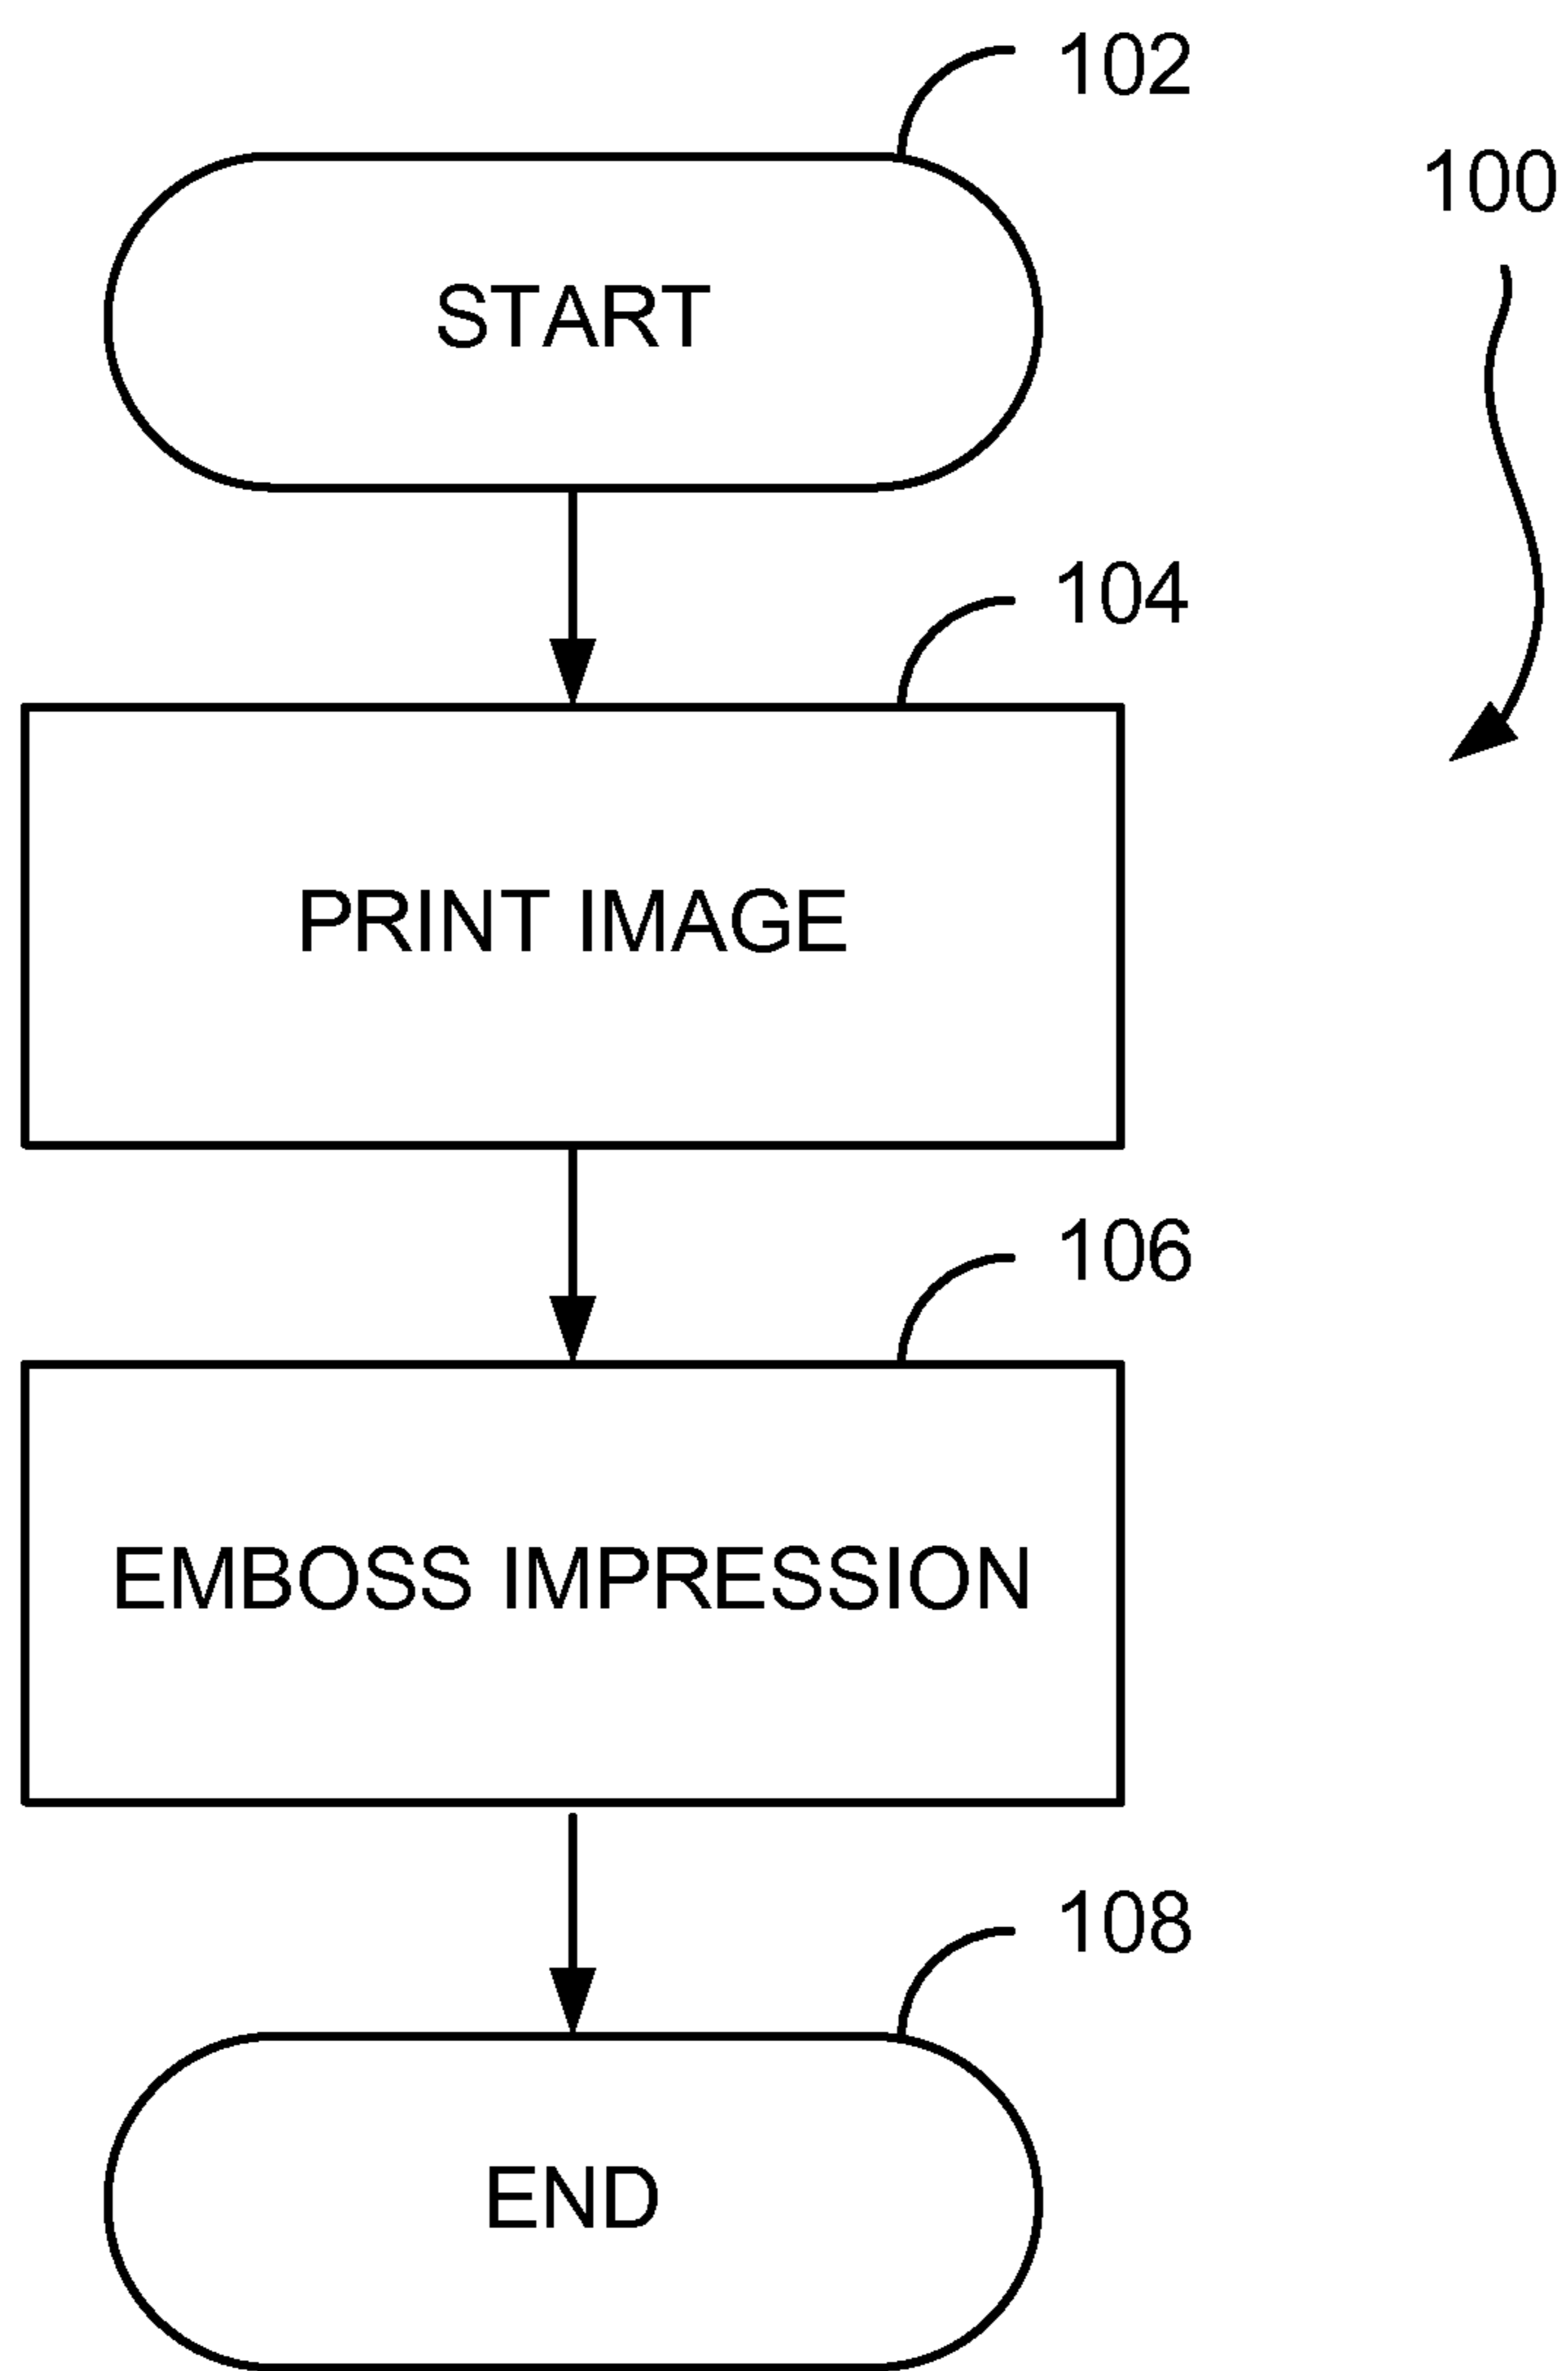 102
100
START
104
PRINT IMAGE
106
EMBOSS IMPRESSION
108
END